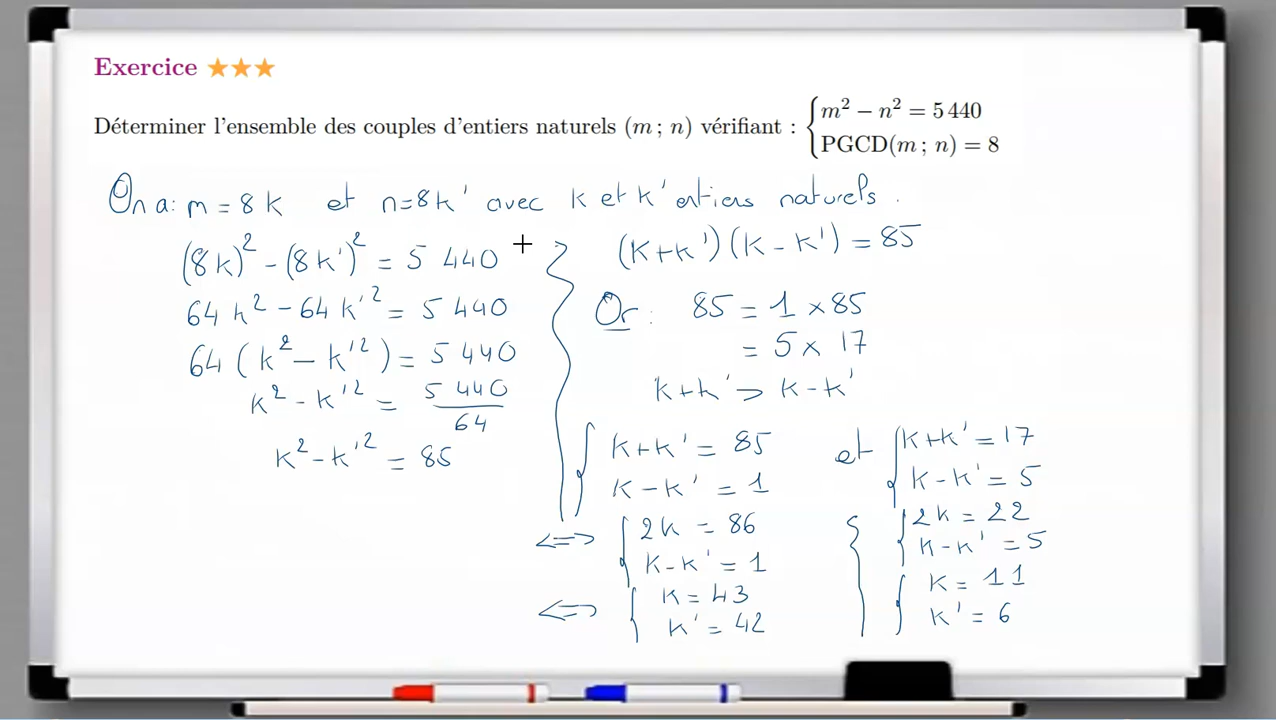 Exercice ★★★
Déterminer l'ensemble des couples d'entiers naturels (m ; n) vérifiant : { m² − n² = 5 440
PGCD(m ; n) = 8
On a: m = 8k et n=8k' avec k et k' entiers naturels.
(8k)² - (8k')² = 5 440
64k² - 64k'² = 5 440
64(k² - k'²) = 5 440
k² - k'² = 5 440 / 64
k² - k'² = 85
(k+k')(k-k') = 85
Or: 85 = 1 × 85
= 5 × 17
k+k' > k-k'
{ k+k' = 85
k-k' = 1
⟺ { 2k = 86
k-k' = 1
⟺ { k = 43
k' = 42
et { k+k' = 17
k-k' = 5
{ 2k = 22
k-k' = 5
{ k = 11
k' = 6